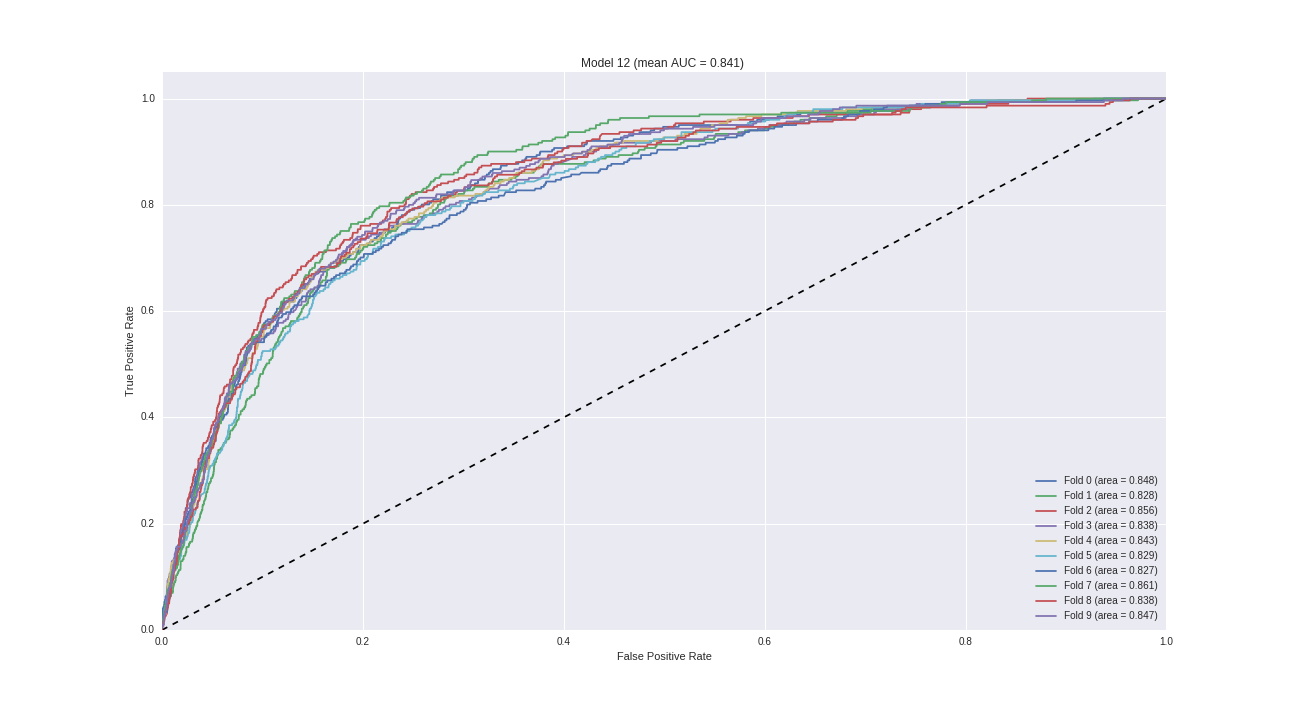 Model 12 (mean AUC = 0.841)
1.0
0.8
0.6
0.4
0.2
0.0
True Positive Rate
0.0 0.2 0.4 0.6 0.8 1.0
False Positive Rate
Fold 0 (area = 0.848)
Fold 1 (area = 0.828)
Fold 2 (area = 0.856)
Fold 3 (area = 0.838)
Fold 4 (area = 0.843)
Fold 5 (area = 0.829)
Fold 6 (area = 0.827)
Fold 7 (area = 0.861)
Fold 8 (area = 0.838)
Fold 9 (area = 0.847)